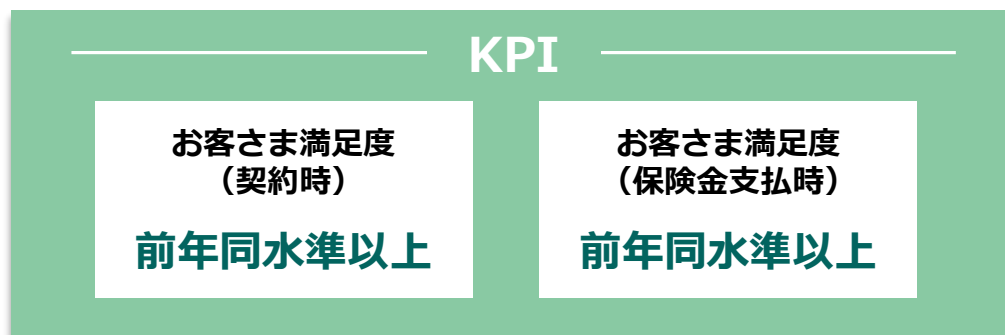 KPI
お客さま満足度
（契約時）
前年同水準以上
お客さま満足度
（保険金支払時）
前年同水準以上